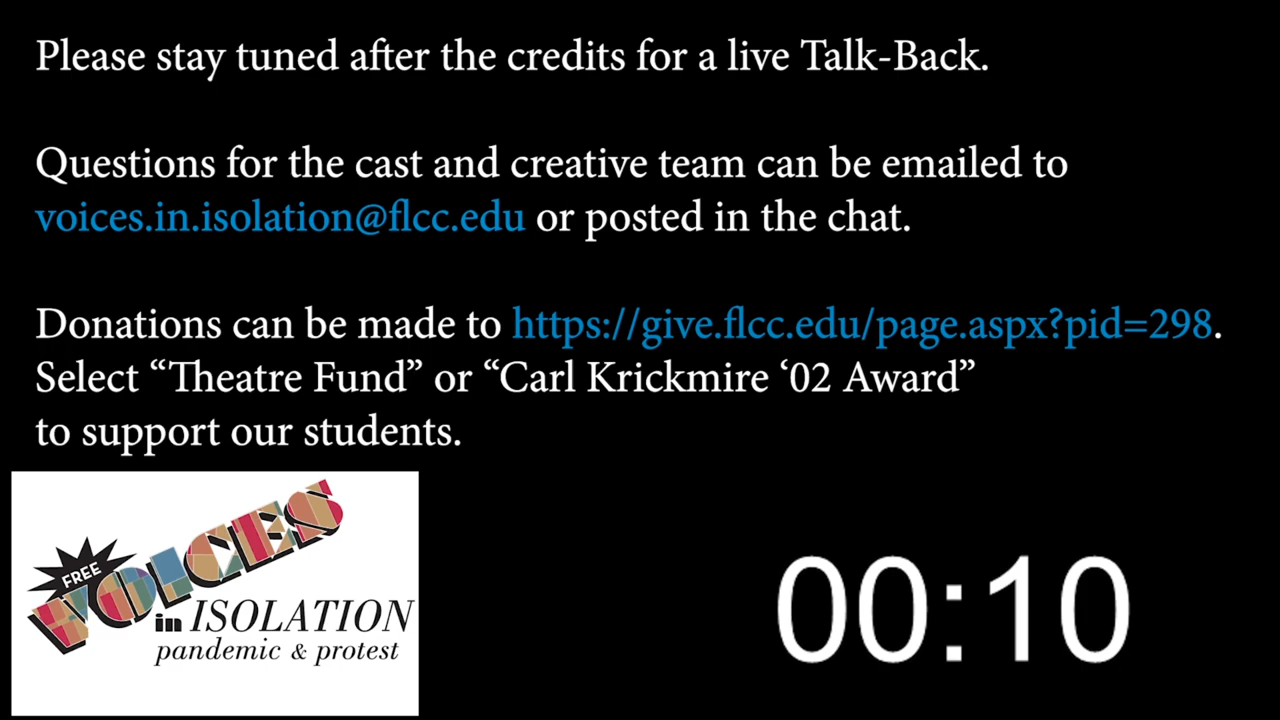 Please stay tuned after the credits for a live Talk-Back.
Questions for the cast and creative team can be emailed to
voices.in.isolation@flcc.edu or posted in the chat.
Donations can be made to https://give.flcc.edu/page.aspx?pid=298.
Select “Theatre Fund” or “Carl Krickmire ‘02 Award”
to support our students.
FREE
VOICES
in ISOLATION
pandemic & protest
00:10